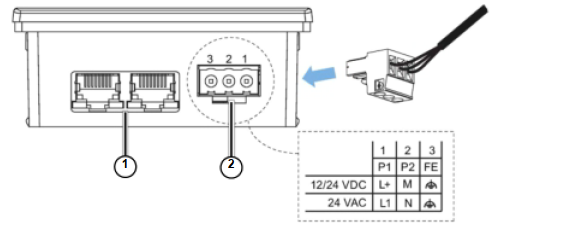 3 2 1
1 2 3
P1 P2 FE
12/24 VDC L+ M
24 VAC L1 N
1
2